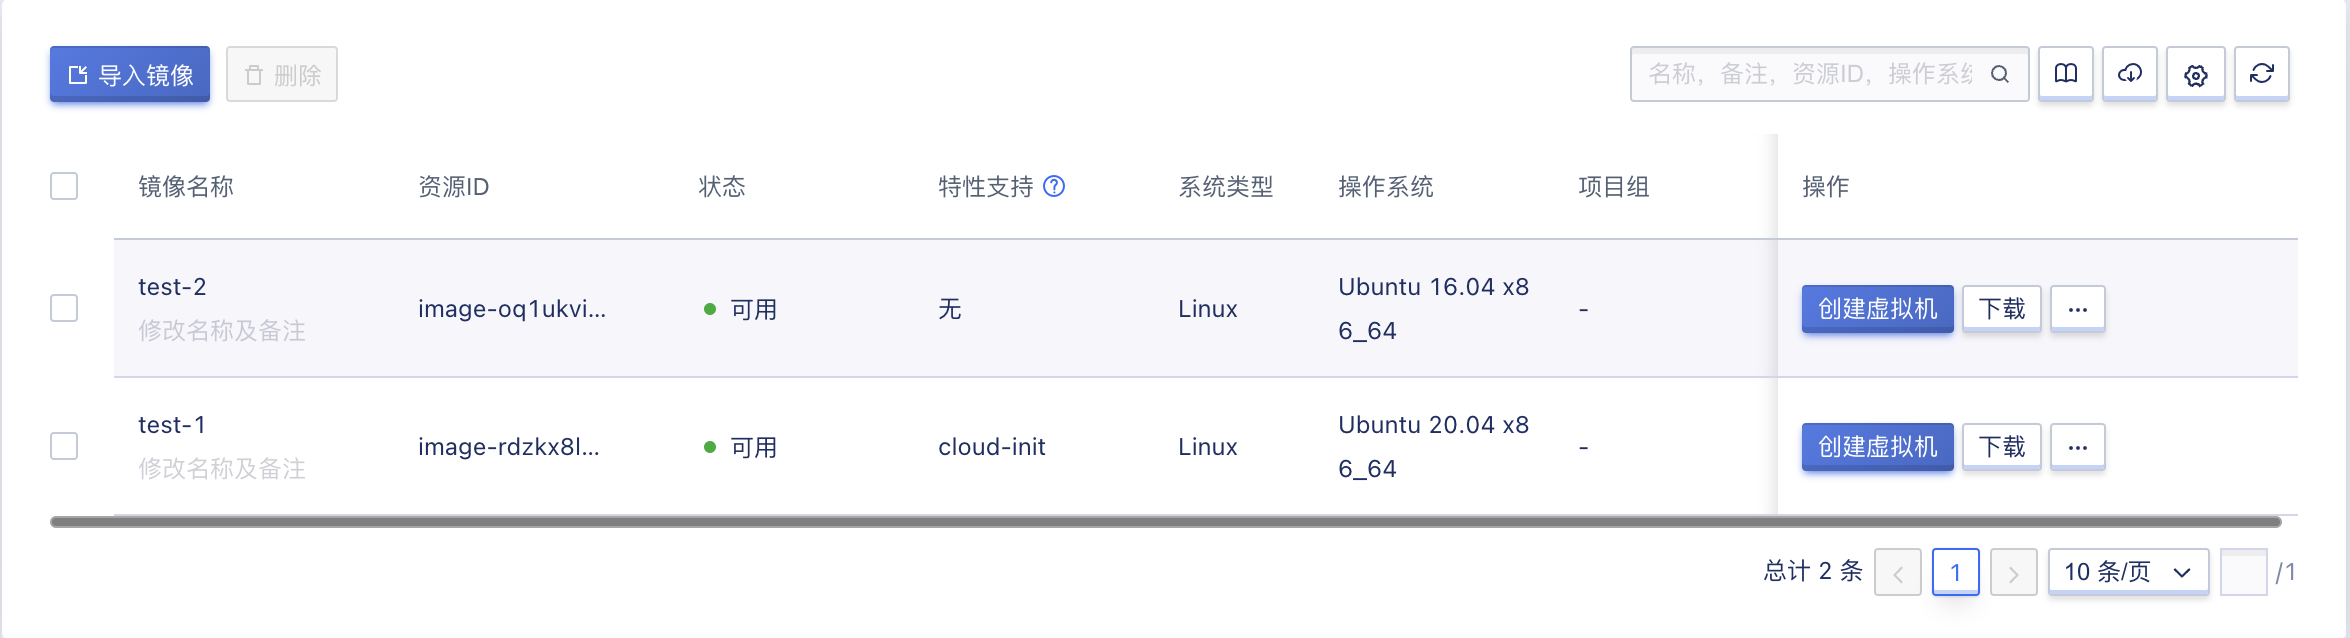 导入镜像 删除 名称，备注，资源ID，操作系统
镜像名称 资源ID 状态 特性支持 系统类型 操作系统 项目组 操作
test-2
修改名称及备注
image-oq1ukvi...
可用
无
Linux
Ubuntu 16.04 x8
6_64
-
创建虚拟机 下载 ...
test-1
修改名称及备注
image-rdzkx8l...
可用
cloud-init
Linux
Ubuntu 20.04 x8
6_64
-
创建虚拟机 下载 ...
总计 2 条 1 10 条/页 /1